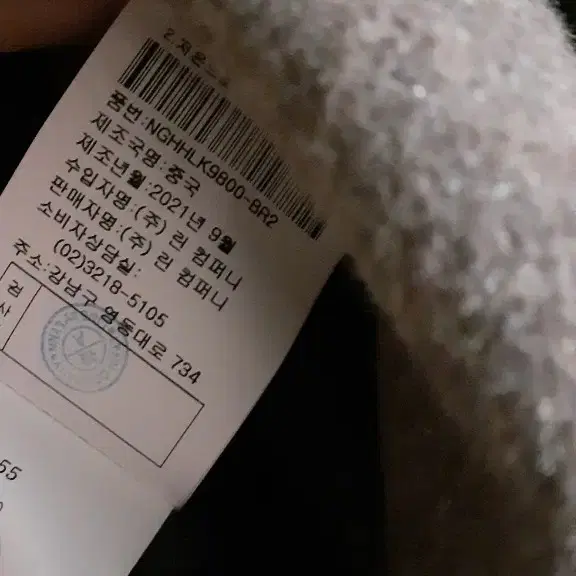 품번:NGHHLK9800-BR2
제조국명:중국
제조년월:2021년 9월
수입자명:(주) 린 컴퍼니
판매자명:(주) 린 컴퍼니
소비자상담실:
(02)3218-5105
주소:강남구 영동대로 734
검
사
55